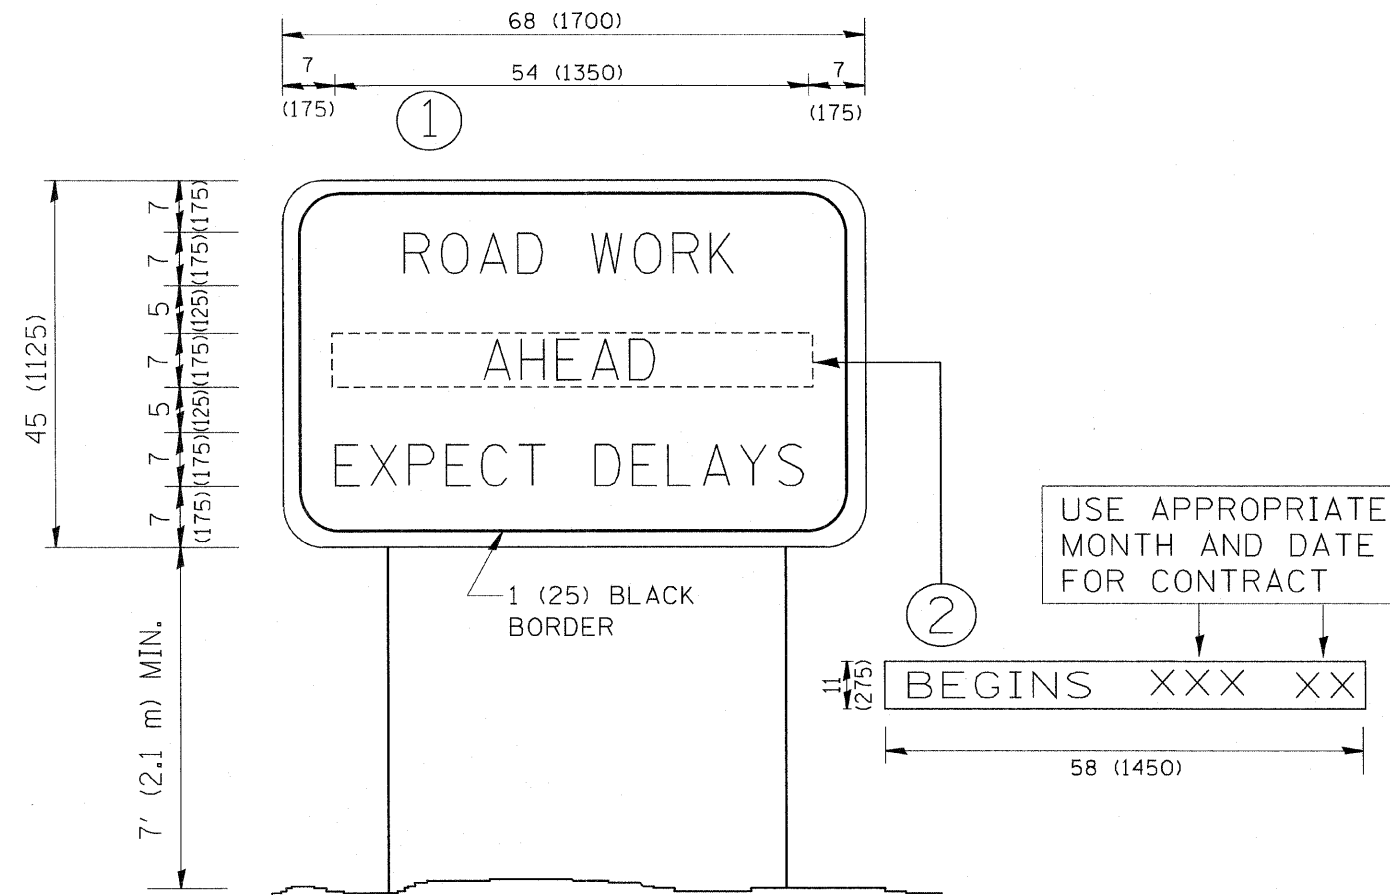 68 (1700)
7
54 (1350)
7
(175)
(175)
1
45 (1125)
7
(175)
7
(175)
5
(125)
7
(175)
5
(125)
7
(175)
7
(175)
ROAD WORK
AHEAD
EXPECT DELAYS
1 (25) BLACK
BORDER
7' (2.1 m) MIN.
USE APPROPRIATE
MONTH AND DATE
FOR CONTRACT
2
11
(275)
BEGINS XXX XX
58 (1450)